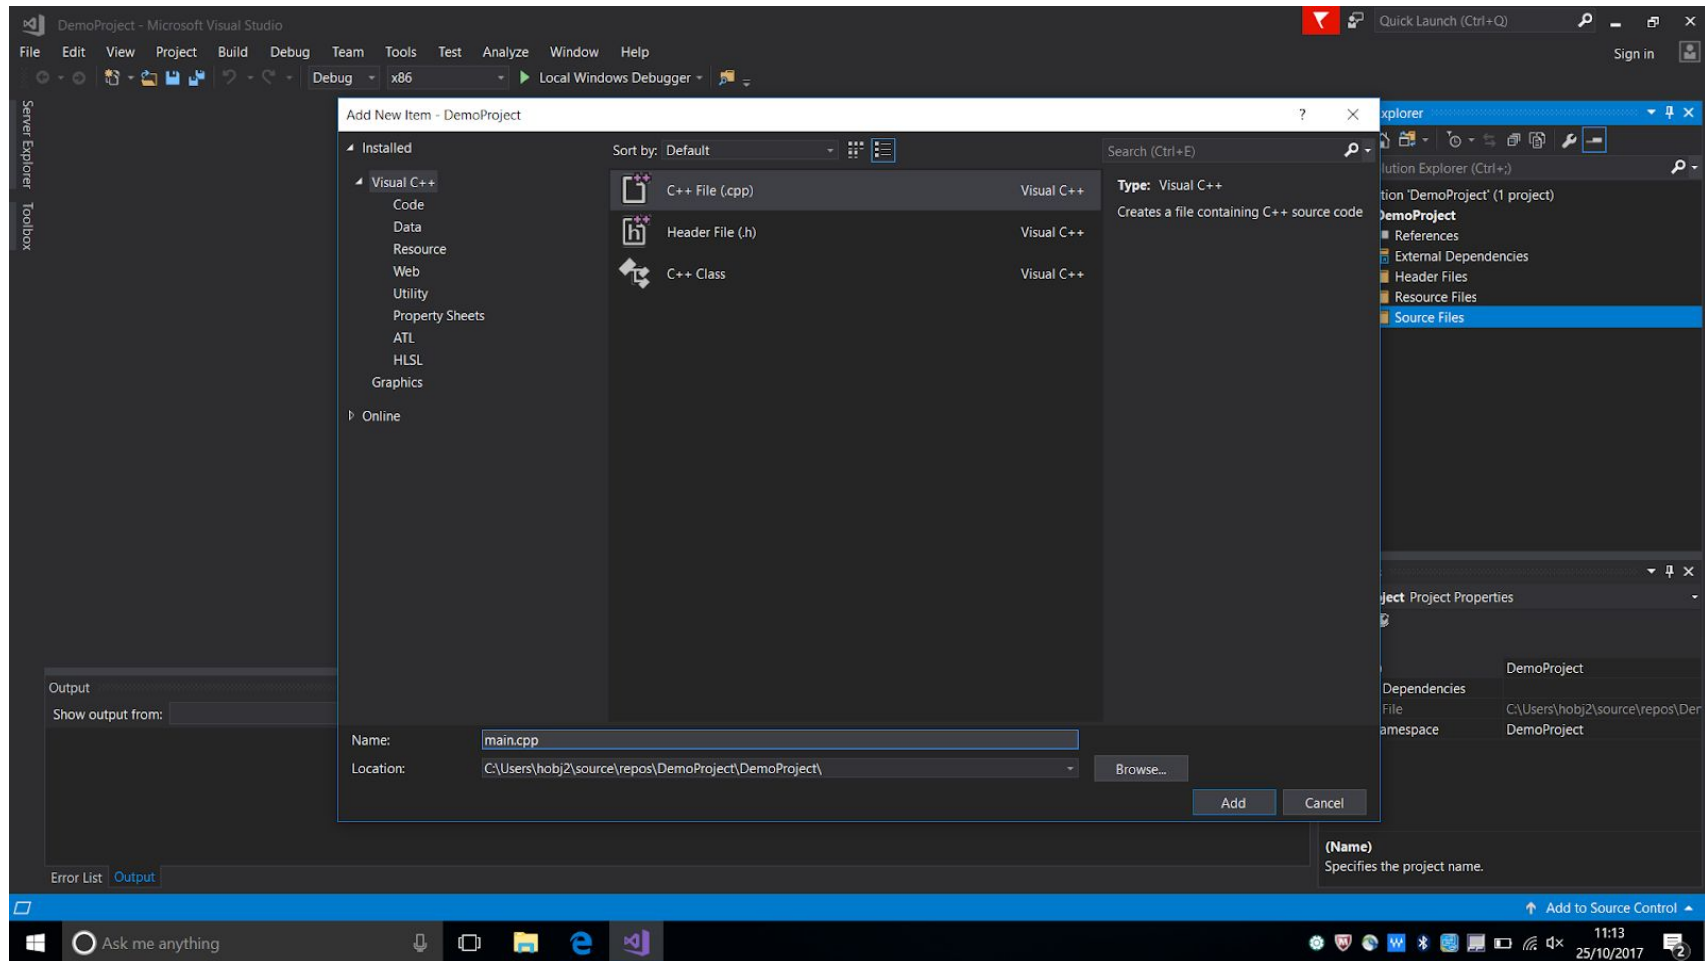 DemoProject - Microsoft Visual Studio
Quick Launch (Ctrl+Q)
File Edit View Project Build Debug Team Tools Test Analyze Window Help
Sign in
Debug x86 Local Windows Debugger
Server Explorer
Toolbox
Add New Item - DemoProject
?
Installed
Sort by: Default
Search (Ctrl+E)
Visual C++
Code
Data
Resource
Web
Utility
Property Sheets
ATL
HLSL
Graphics
Online
C++ File (.cpp) Visual C++
Header File (.h) Visual C++
C++ Class Visual C++
Type: Visual C++
Creates a file containing C++ source code
Name: main.cpp
Location: C:\Users\hobj2\source\repos\DemoProject\DemoProject\
Browse...
Add Cancel
xplorer
lution Explorer (Ctrl+;)
tion 'DemoProject' (1 project)
DemoProject
References
External Dependencies
Header Files
Resource Files
Source Files
ject Project Properties
DemoProject
Dependencies
File C:\Users\hobj2\source\repos\Der
amespace DemoProject
(Name)
Specifies the project name.
Output
Show output from:
Error List Output
Add to Source Control
Ask me anything
11:13
25/10/2017
2